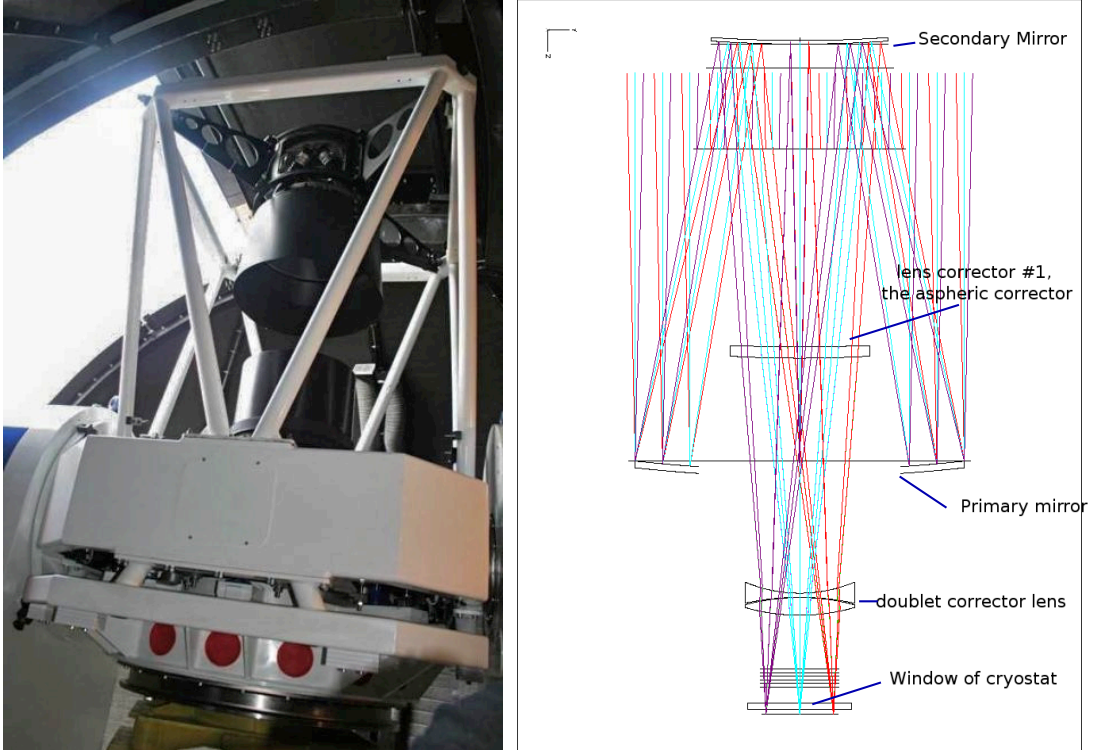 Y
Z
Secondary Mirror
lens corrector #1,
the aspheric corrector
Primary mirror
doublet corrector lens
Window of cryostat